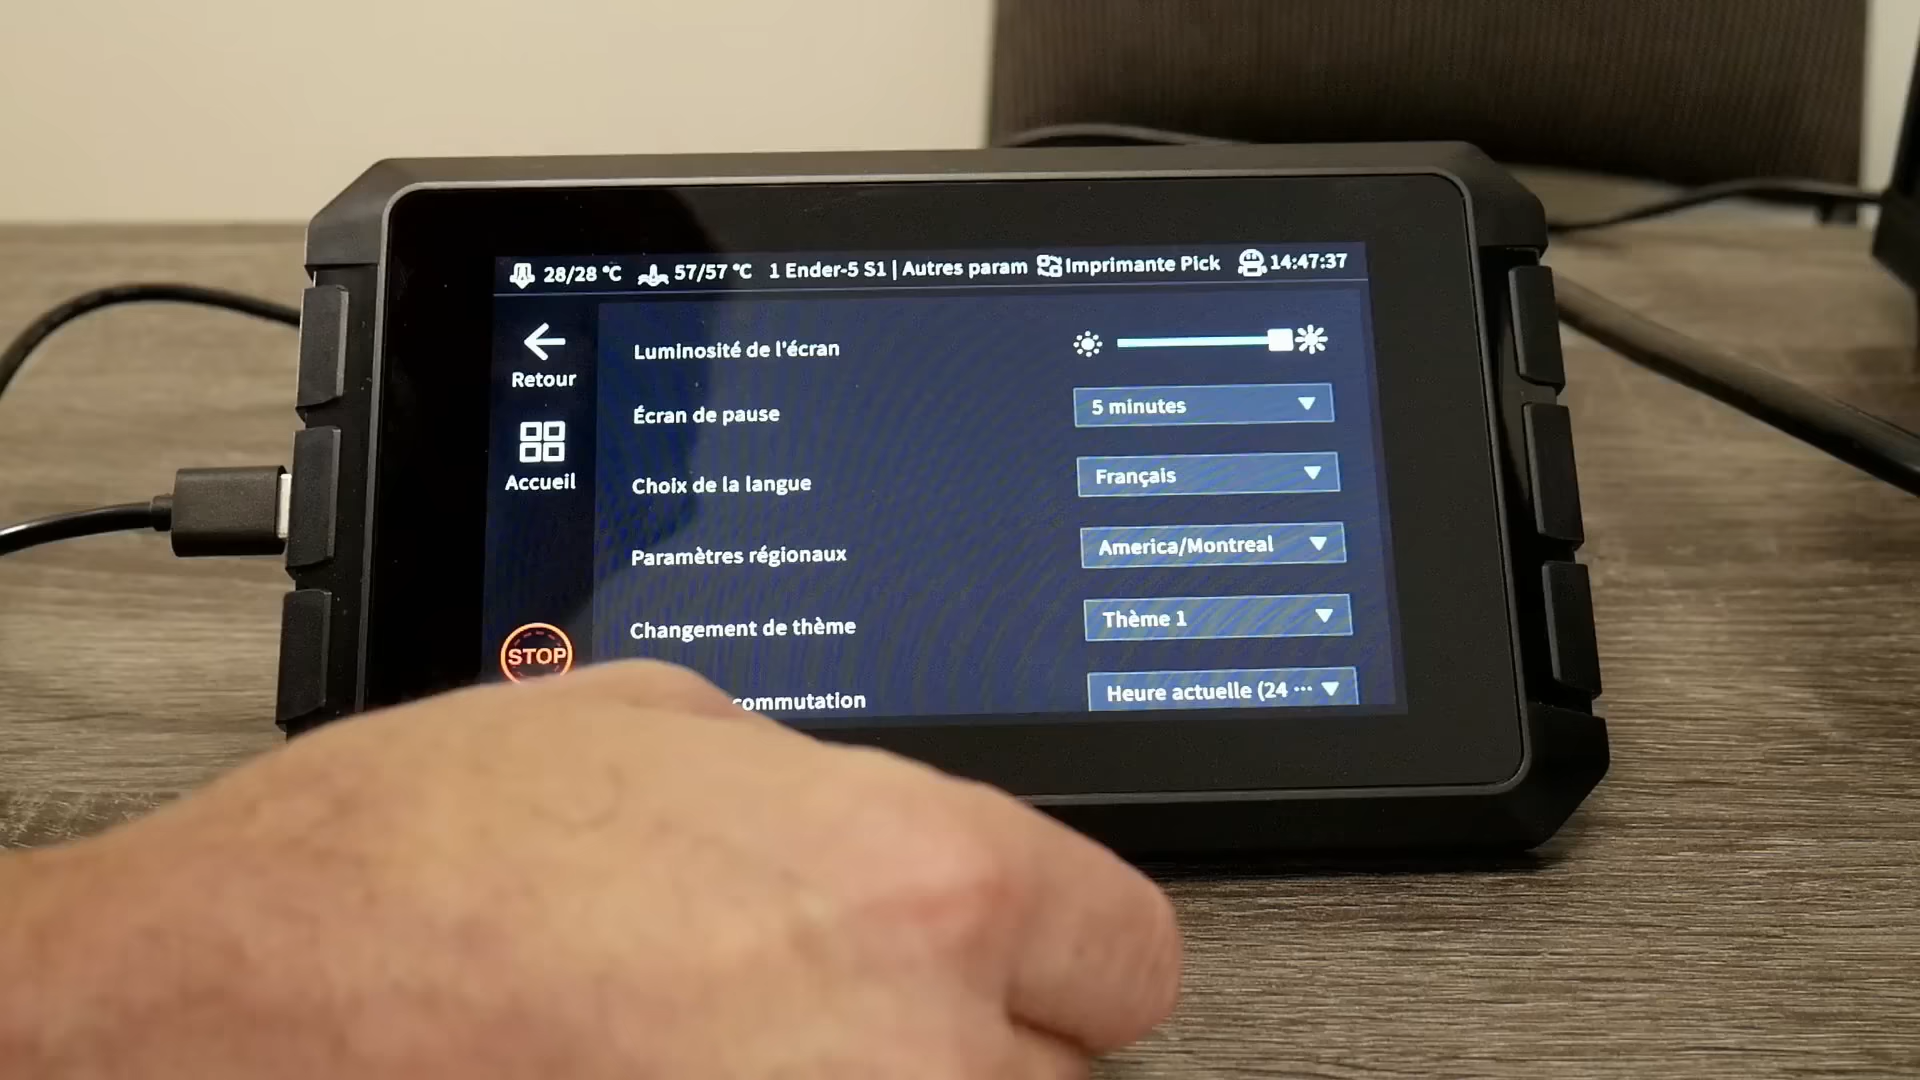 28/28 °C 57/57 °C 1 Ender-5 S1 | Autres param Imprimante Pick 14:47:37
Retour
Accueil
STOP
Luminosité de l'écran
Écran de pause 5 minutes
Choix de la langue Français
Paramètres régionaux America/Montreal
Changement de thème Thème 1
commutation Heure actuelle (24 ···